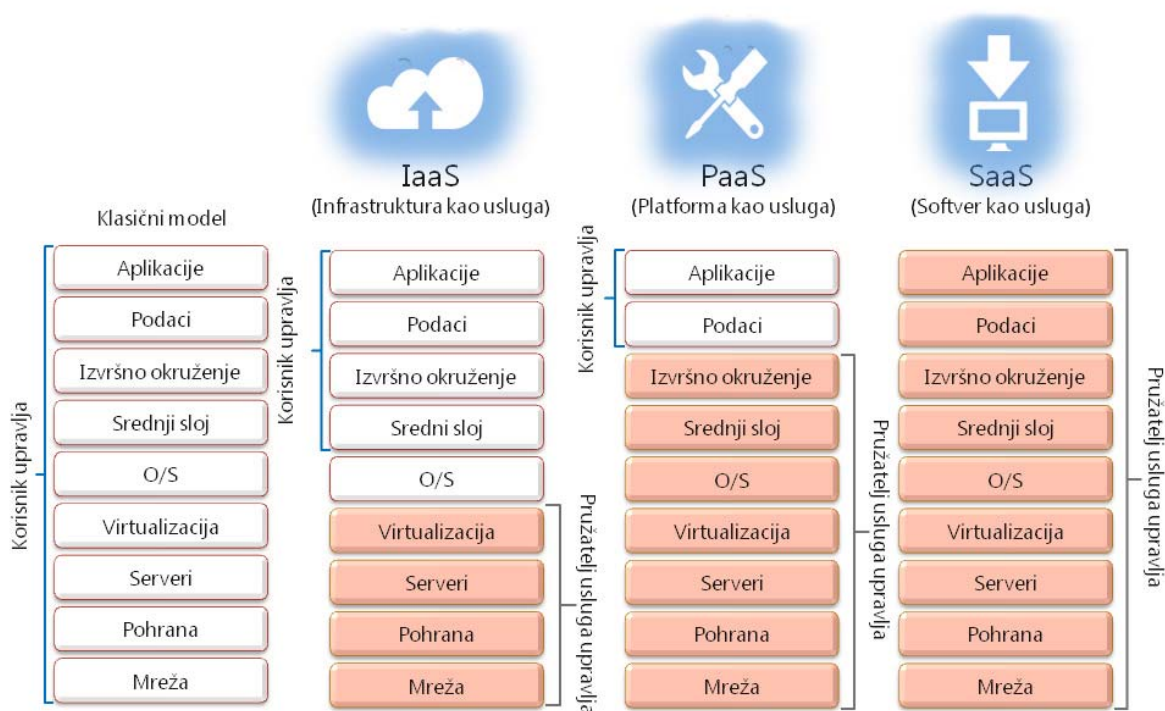 IaaS
(Infrastruktura kao usluga)
PaaS
(Platforma kao usluga)
SaaS
(Softver kao usluga)
Klasični model
Korisnik upravlja
Aplikacije
Podaci
Izvršno okruženje
Srednji sloj
O/S
Virtualizacija
Serveri
Pohrana
Mreža
Korisnik upravlja
Aplikacije
Podaci
Izvršno okruženje
Sredni sloj
O/S
Virtualizacija
Serveri
Pohrana
Mreža
Pružatelj usluga upravlja
Korisnik upravlja
Aplikacije
Podaci
Izvršno okruženje
Srednji sloj
O/S
Virtualizacija
Serveri
Pohrana
Mreža
Pružatelj usluga upravlja
Aplikacije
Podaci
Izvršno okruženje
Srednji sloj
O/S
Virtualizacija
Serveri
Pohrana
Mreža
Pružatelj usluga upravlja